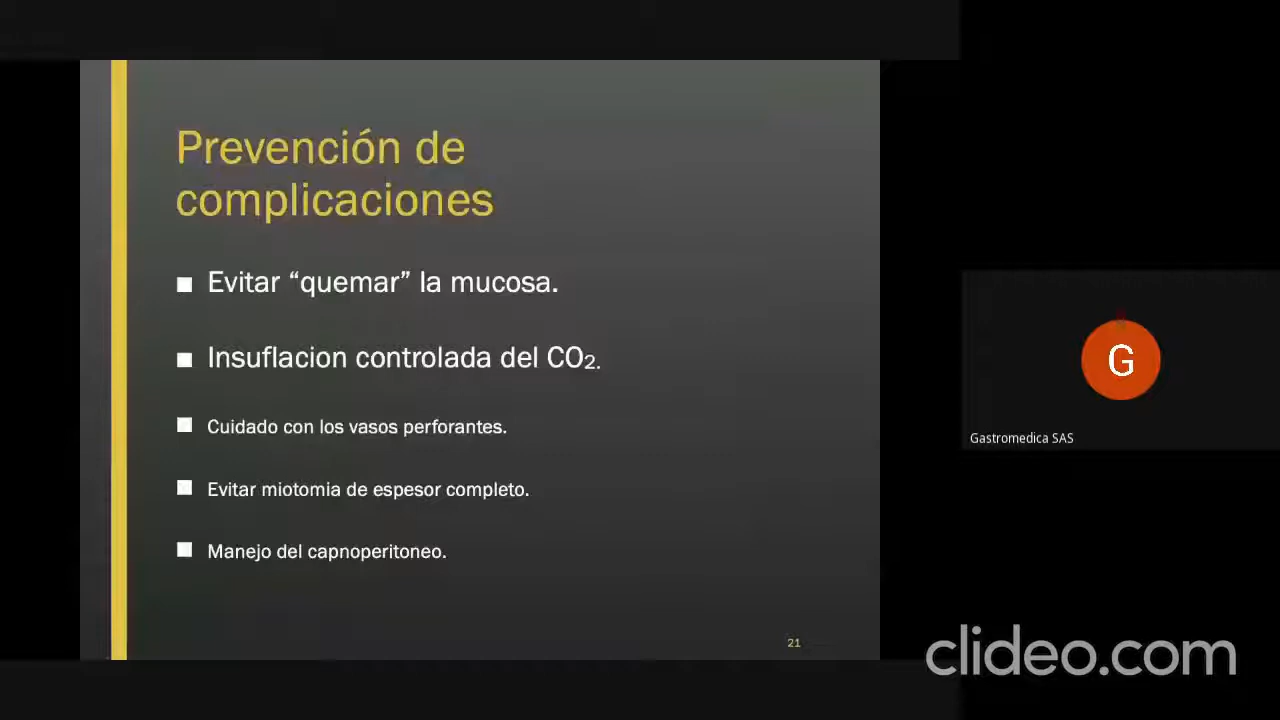 Prevención de
complicaciones
■ Evitar “quemar” la mucosa.
■ Insuflacion controlada del CO2.
■ Cuidado con los vasos perforantes.
■ Evitar miotomia de espesor completo.
■ Manejo del capnoperitoneo.
21
G
Gastromedica SAS
clideo.com